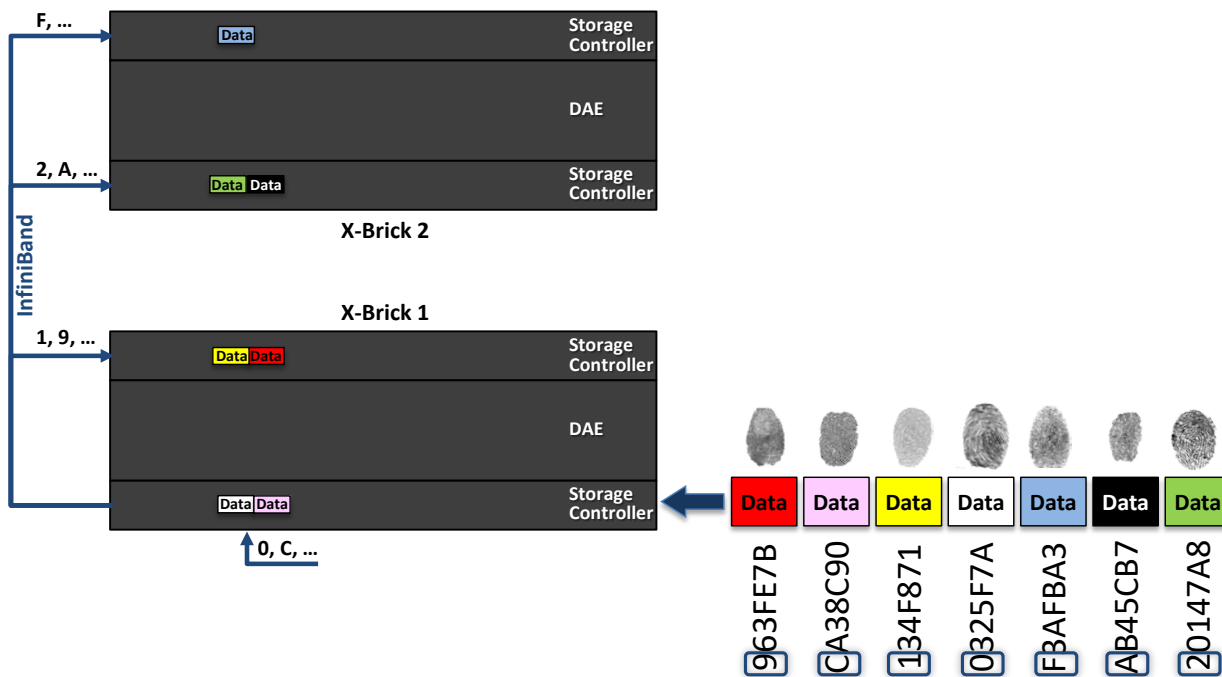 F, ...
Data
Storage
Controller
DAE
2, A, ...
Data Data
Storage
Controller
X-Brick 2
InfiniBand
X-Brick 1
1, 9, ...
Data Data
Storage
Controller
DAE
Data Data
Storage
Controller
0, C, ...
Data Data Data Data Data Data Data
963FE7B
CA38C90
134F871
0325F7A
F3AFBA3
AB45CB7
20147A8